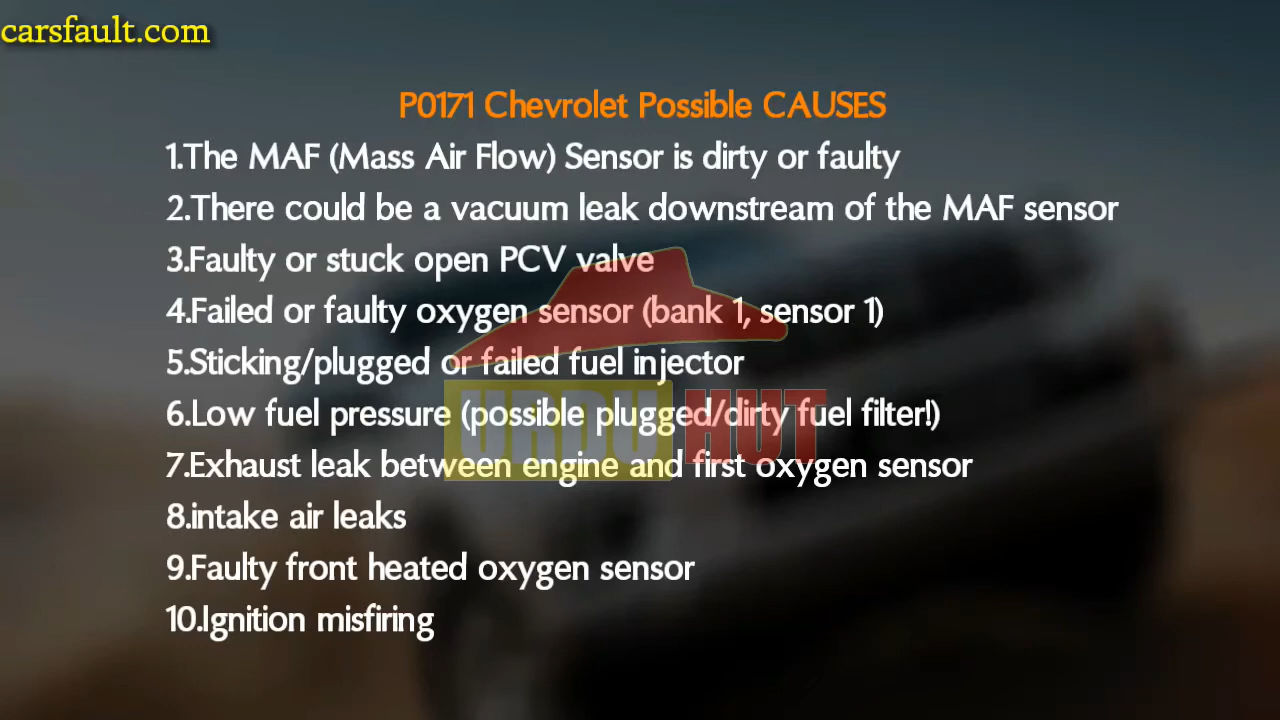 carsfault.com
P0171 Chevrolet Possible CAUSES
1.The MAF (Mass Air Flow) Sensor is dirty or faulty
2.There could be a vacuum leak downstream of the MAF sensor
3.Faulty or stuck open PCV valve
4.Failed or faulty oxygen sensor (bank 1, sensor 1)
5.Sticking/plugged or failed fuel injector
6.Low fuel pressure (possible plugged/dirty fuel filter!)
URDU HUT
7.Exhaust leak between engine and first oxygen sensor
8.intake air leaks
9.Faulty front heated oxygen sensor
10.Ignition misfiring